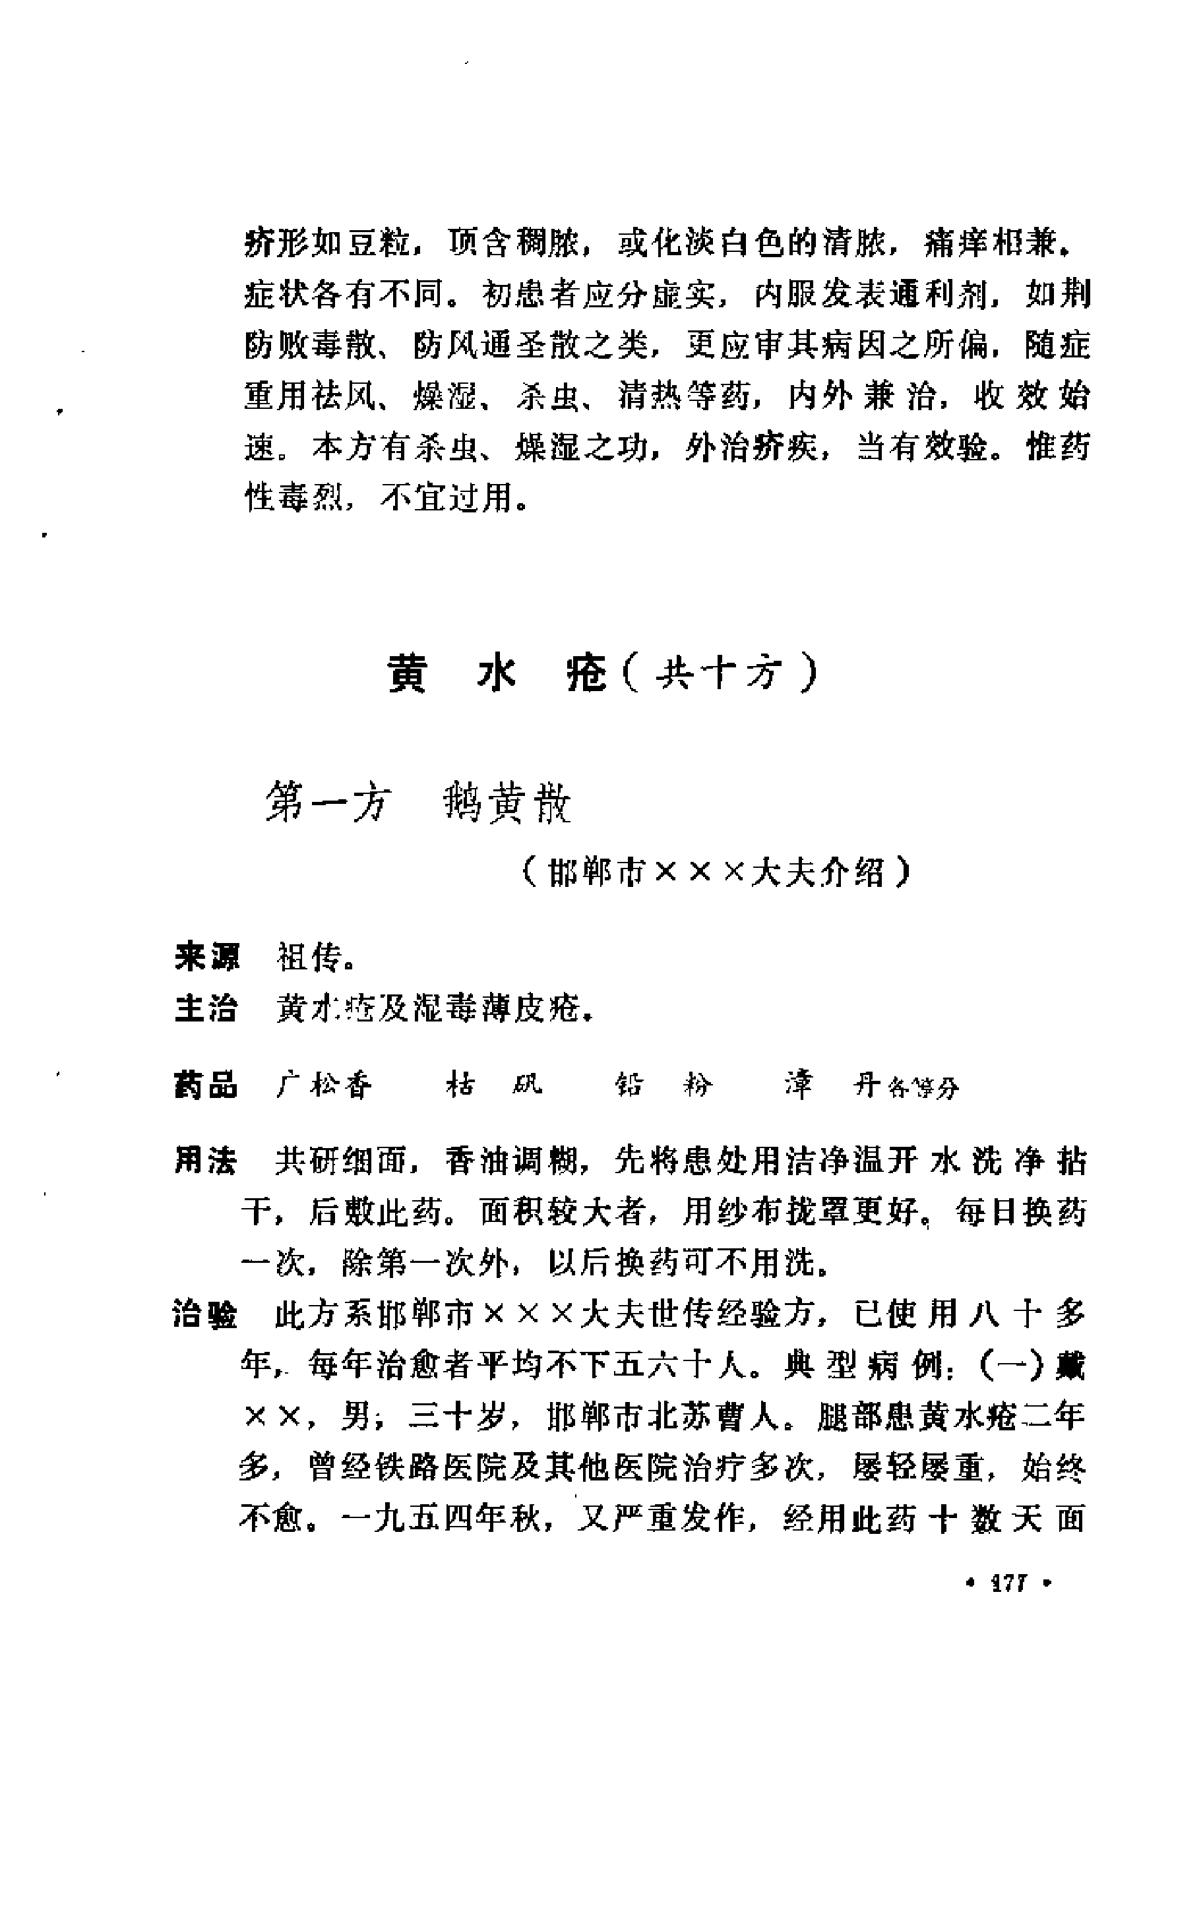 疥形如豆粒，顶含稠脓，或化淡白色的清脓，痛痒相兼。
症状各有不同。初患者应分虚实，内服发表通利剂，如荆
防败毒散、防风通圣散之类，更应审其病因之所偏，随症
重用祛风、燥湿、杀虫、清热等药，内外兼治，收效始
速。本方有杀虫、燥湿之功，外治疥疾，当有效验。惟药
性毒烈，不宜过用。
黄水疮（共十方）
第一方 鹅黄散
（邯郸市×××大夫介绍）
来源 祖传。
主治 黄水疮及湿毒薄皮疮。
药品 广松香 枯矾 铅粉 漳丹各等分
用法 共研细面，香油调糊，先将患处用洁净温开水洗净拈
干，后敷此药。面积较大者，用纱布拢罩更好。每日换药
一次，除第一次外，以后换药可不用洗。
治验 此方系邯郸市×××大夫世传经验方，已使用八十多
年，每年治愈者平均不下五六十人。典型病例：（一）戴
××，男，三十岁，邯郸市北苏曹人。腿部患黄水疮二年
多，曾经铁路医院及其他医院治疗多次，屡轻屡重，始终
不愈。一九五四年秋，又严重发作，经用此药十数天面
• 477 •